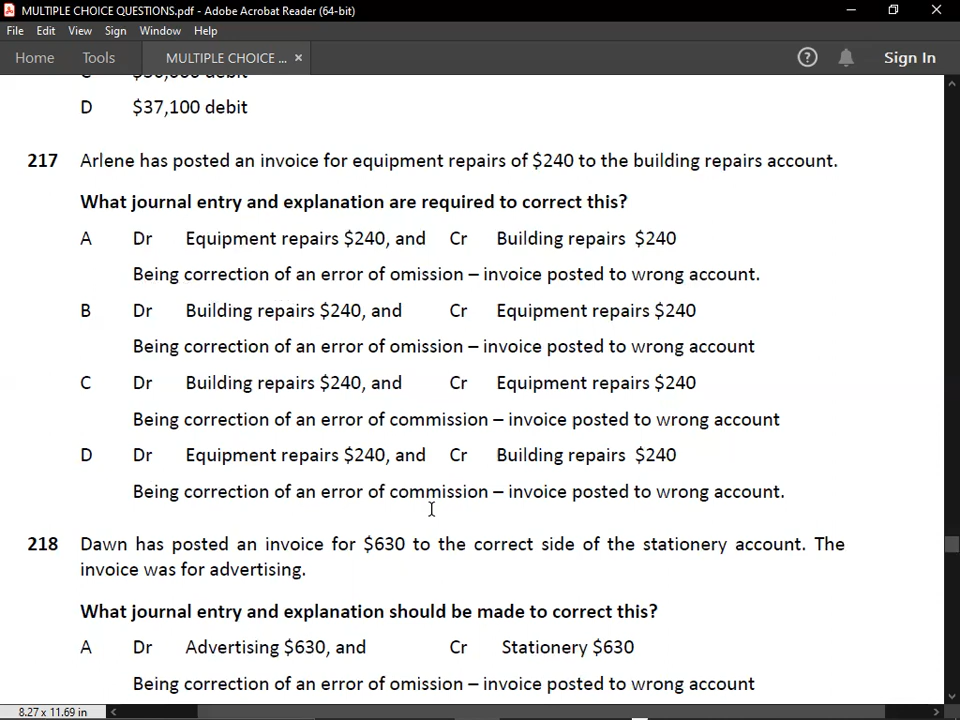 MULTIPLE CHOICE QUESTIONS.pdf - Adobe Acrobat Reader (64-bit)
File Edit View Sign Window Help
Home Tools MULTIPLE CHOICE ... × ? Sign In
D $37,100 debit
217 Arlene has posted an invoice for equipment repairs of $240 to the building repairs account.
What journal entry and explanation are required to correct this?
A Dr Equipment repairs $240, and Cr Building repairs $240
Being correction of an error of omission – invoice posted to wrong account.
B Dr Building repairs $240, and Cr Equipment repairs $240
Being correction of an error of omission – invoice posted to wrong account
C Dr Building repairs $240, and Cr Equipment repairs $240
Being correction of an error of commission – invoice posted to wrong account
D Dr Equipment repairs $240, and Cr Building repairs $240
Being correction of an error of commission – invoice posted to wrong account.
218 Dawn has posted an invoice for $630 to the correct side of the stationery account. The
invoice was for advertising.
What journal entry and explanation should be made to correct this?
A Dr Advertising $630, and Cr Stationery $630
Being correction of an error of omission – invoice posted to wrong account
8.27 x 11.69 in